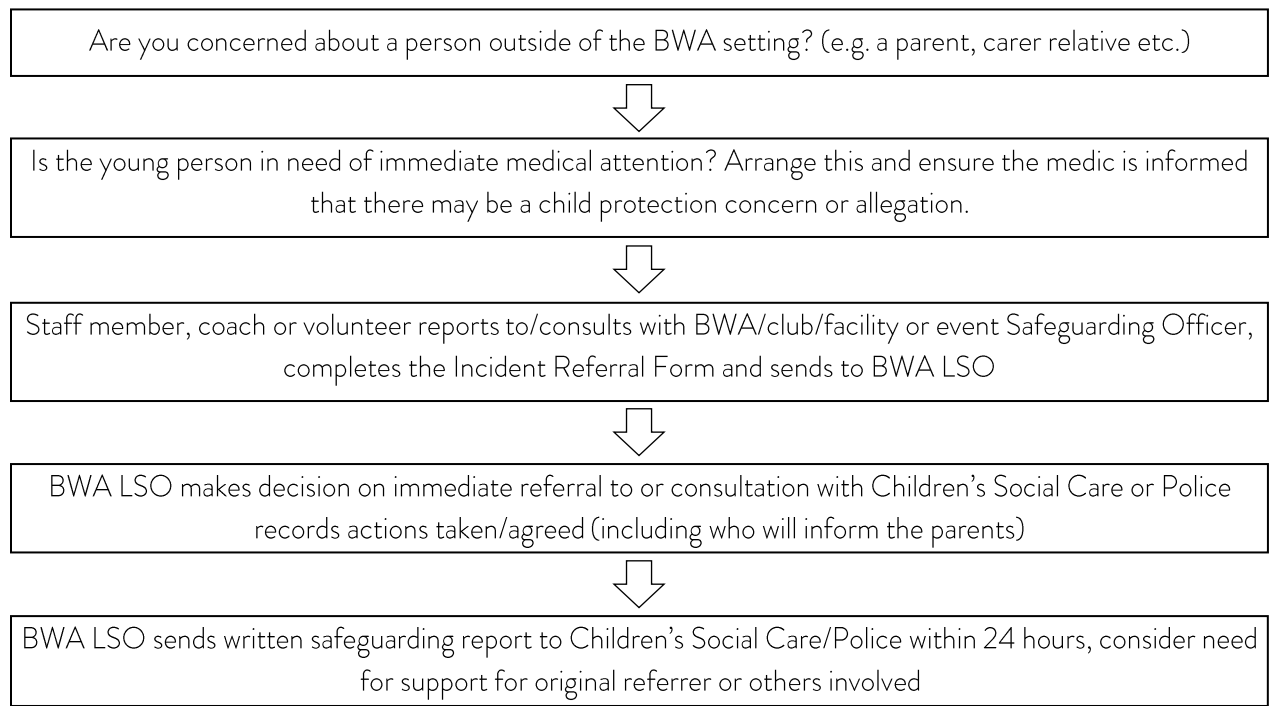 Are you concerned about a person outside of the BWA setting? (e.g. a parent, carer relative etc.)
Is the young person in need of immediate medical attention? Arrange this and ensure the medic is informed
that there may be a child protection concern or allegation.
Staff member, coach or volunteer reports to/consults with BWA/club/facility or event Safeguarding Officer,
completes the Incident Referral Form and sends to BWA LSO
BWA LSO makes decision on immediate referral to or consultation with Children’s Social Care or Police
records actions taken/agreed (including who will inform the parents)
BWA LSO sends written safeguarding report to Children’s Social Care/Police within 24 hours, consider need
for support for original referrer or others involved